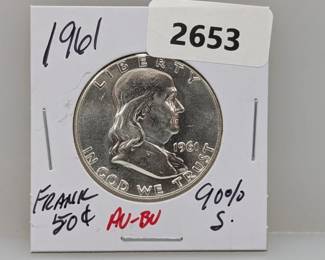 1961
2653
LIBERTY
1961
IN GOD WE TRUST
FRANK
50¢
AU-BU
90%
S.